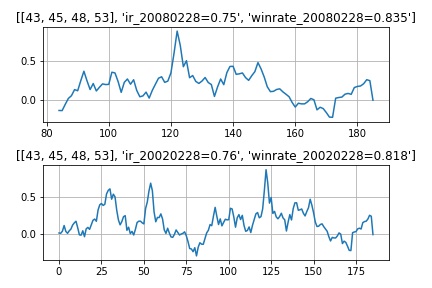 [[43, 45, 48, 53], 'ir_20080228=0.75', 'winrate_20080228=0.835']
0.5
0.0
80 100 120 140 160 180
[[43, 45, 48, 53], 'ir_20020228=0.76', 'winrate_20020228=0.818']
0.5
0.0
0 25 50 75 100 125 150 175